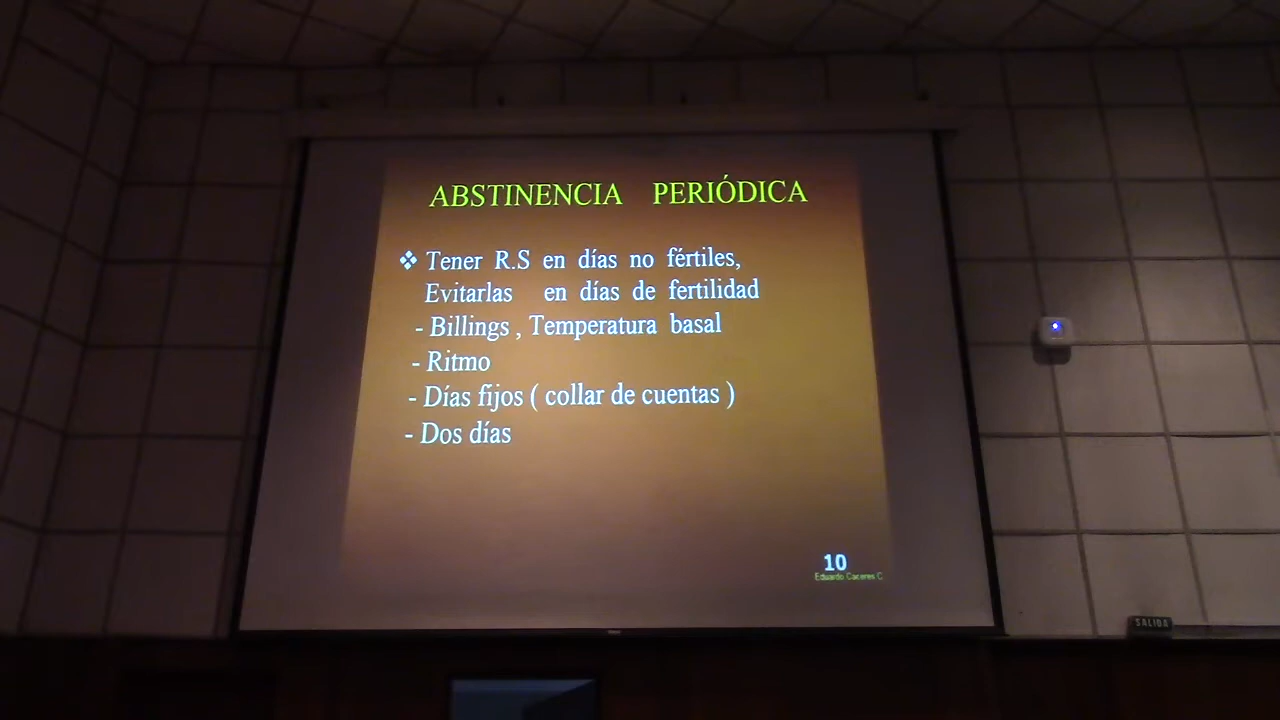 ABSTINENCIA PERIÓDICA
❖ Tener R.S en días no fértiles,
Evitarlas en días de fertilidad
- Billings , Temperatura basal
- Ritmo
- Días fijos ( collar de cuentas )
- Dos días
10
Eduardo Caceres C
SALIDA